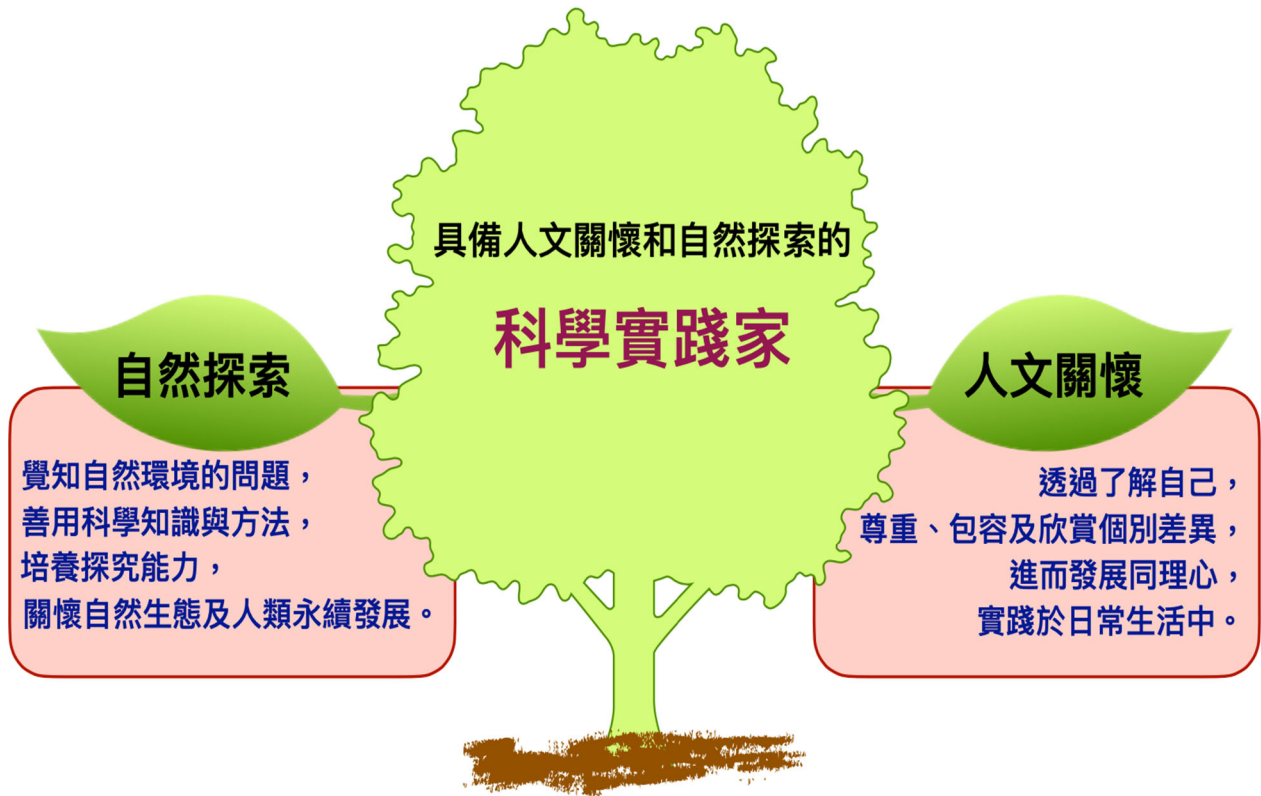 具備人文關懷和自然探索的
科學實踐家
自然探索
覺知自然環境的問題，
善用科學知識與方法，
培養探究能力，
關懷自然生態及人類永續發展。
人文關懷
透過了解自己，
尊重、包容及欣賞個別差異，
進而發展同理心，
實踐於日常生活中。